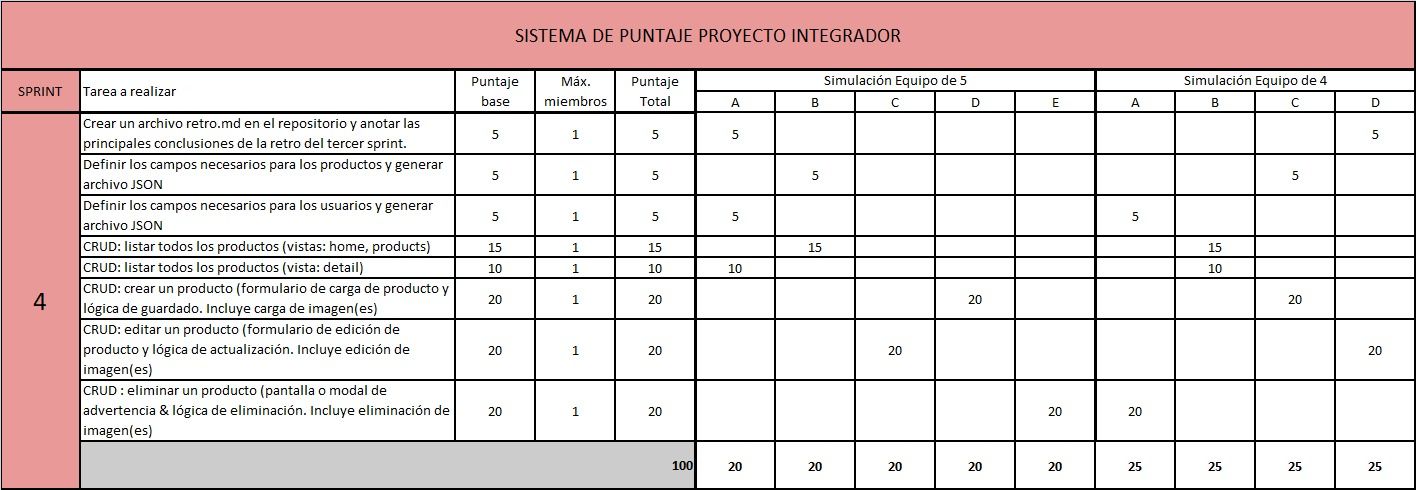 SISTEMA DE PUNTAJE PROYECTO INTEGRADOR
SPRINT Tarea a realizar Puntaje base Máx. miembros Puntaje Total Simulación Equipo de 5 Simulación Equipo de 4
A B C D E A B C D
4
Crear un archivo retro.md en el repositorio y anotar las
principales conclusiones de la retro del tercer sprint.
5 1 5 5 5
Definir los campos necesarios para los productos y generar
archivo JSON
5 1 5 5 5
Definir los campos necesarios para los usuarios y generar
archivo JSON
5 1 5 5 5
CRUD: listar todos los productos (vistas: home, products) 15 1 15 15 15
CRUD: listar todos los productos (vista: detail) 10 1 10 10 10
CRUD: crear un producto (formulario de carga de producto y
lógica de guardado. Incluye carga de imagen(es)
20 1 20 20 20
CRUD: editar un producto (formulario de edición de
producto y lógica de actualización. Incluye edición de
imagen(es)
20 1 20 20 20
CRUD : eliminar un producto (pantalla o modal de
advertencia & lógica de eliminación. Incluye eliminación de
imagen(es)
20 1 20 20 20
100 20 20 20 20 20 25 25 25 25